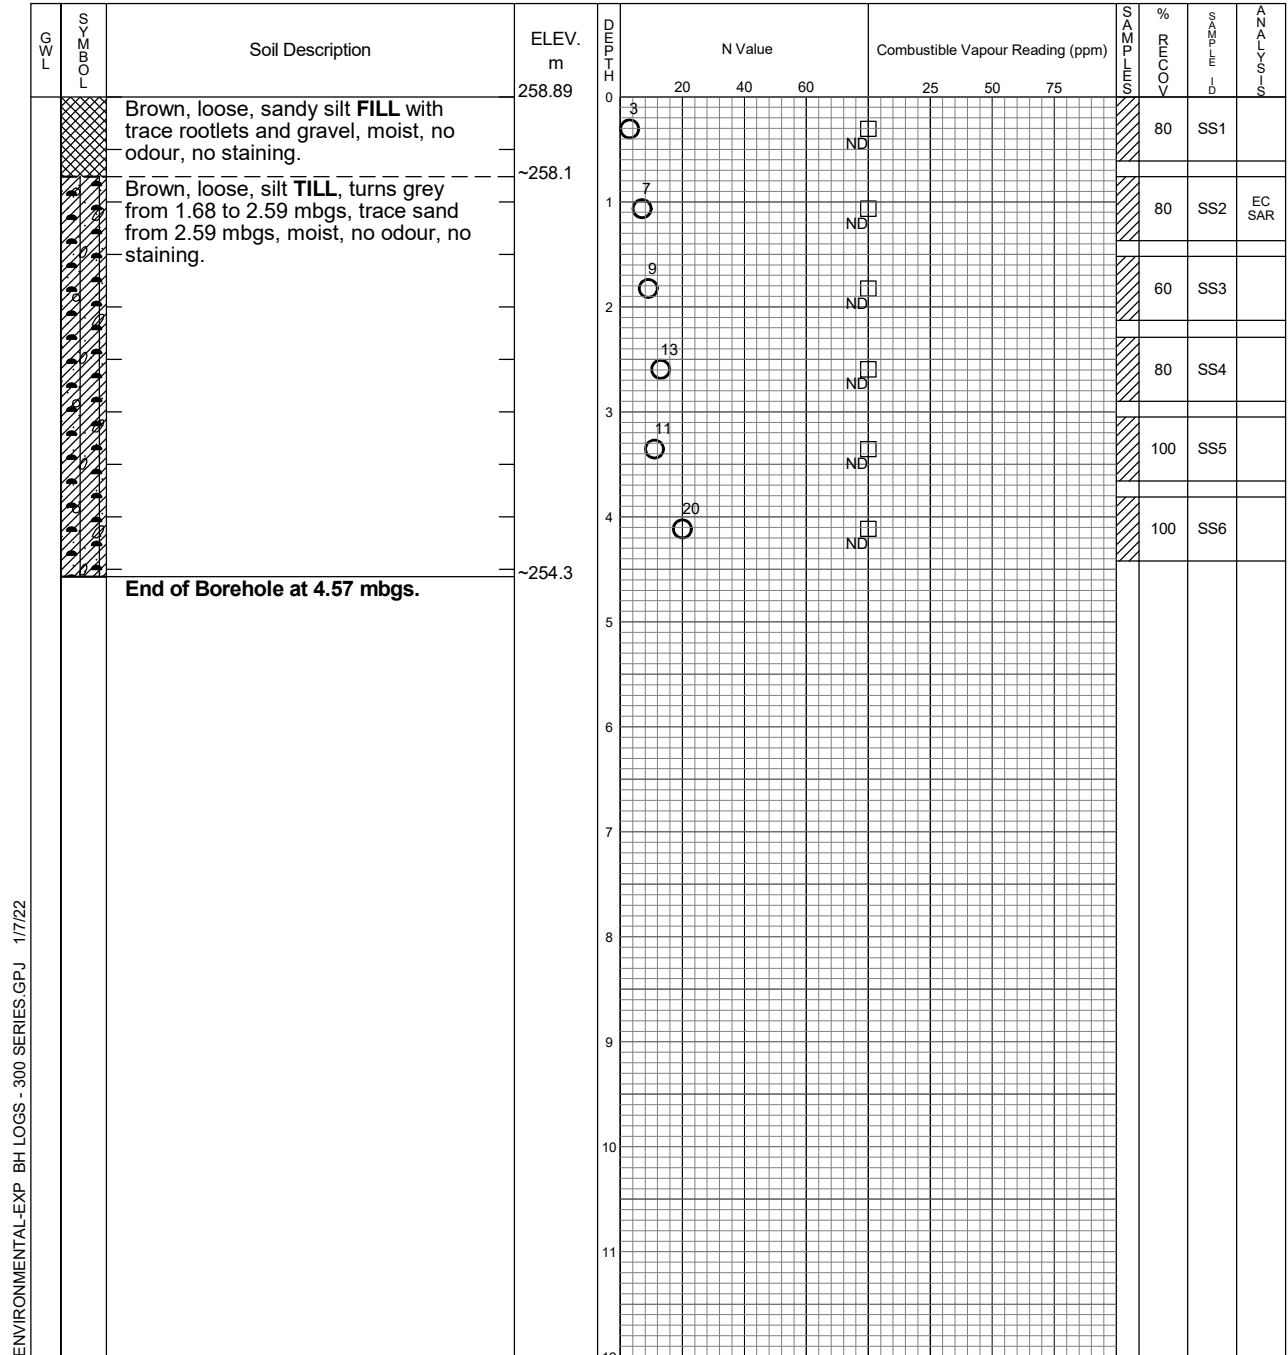 GWL
SYMBOL
Soil Description
ELEV.
m
DEPTH
N Value
Combustible Vapour Reading (ppm)
SAMPLES
% RECOV
SAMPLE ID
ANALYSIS
20 40 60 25 50 75
258.89
0
Brown, loose, sandy silt FILL with
trace rootlets and gravel, moist, no
odour, no staining.
3
ND
80 SS1
~258.1
Brown, loose, silt TILL, turns grey
from 1.68 to 2.59 mbgs, trace sand
from 2.59 mbgs, moist, no odour, no
staining.
7
1
ND
80 SS2 EC
SAR
9
2
ND
60 SS3
13
ND
80 SS4
3
11
ND
100 SS5
20
4
ND
100 SS6
~254.3
End of Borehole at 4.57 mbgs.
5
6
7
8
9
10
11
ENVIRONMENTAL-EXP BH LOGS - 300 SERIES.GPJ 1/7/22